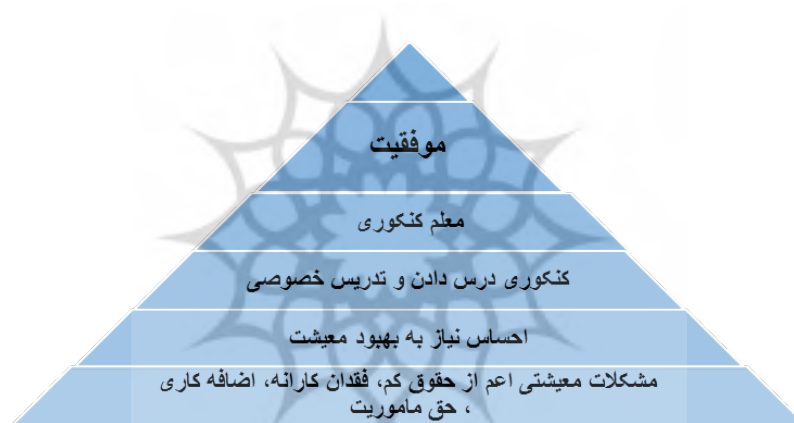 موفقیت
معلم کنکوری
کنکوری درس دادن و تدریس خصوصی
احساس نیاز به بهبود معیشت
مشکلات معیشتی اعم از حقوق کم، فقدان کارانه، اضافه کاری
، حق ماموریت